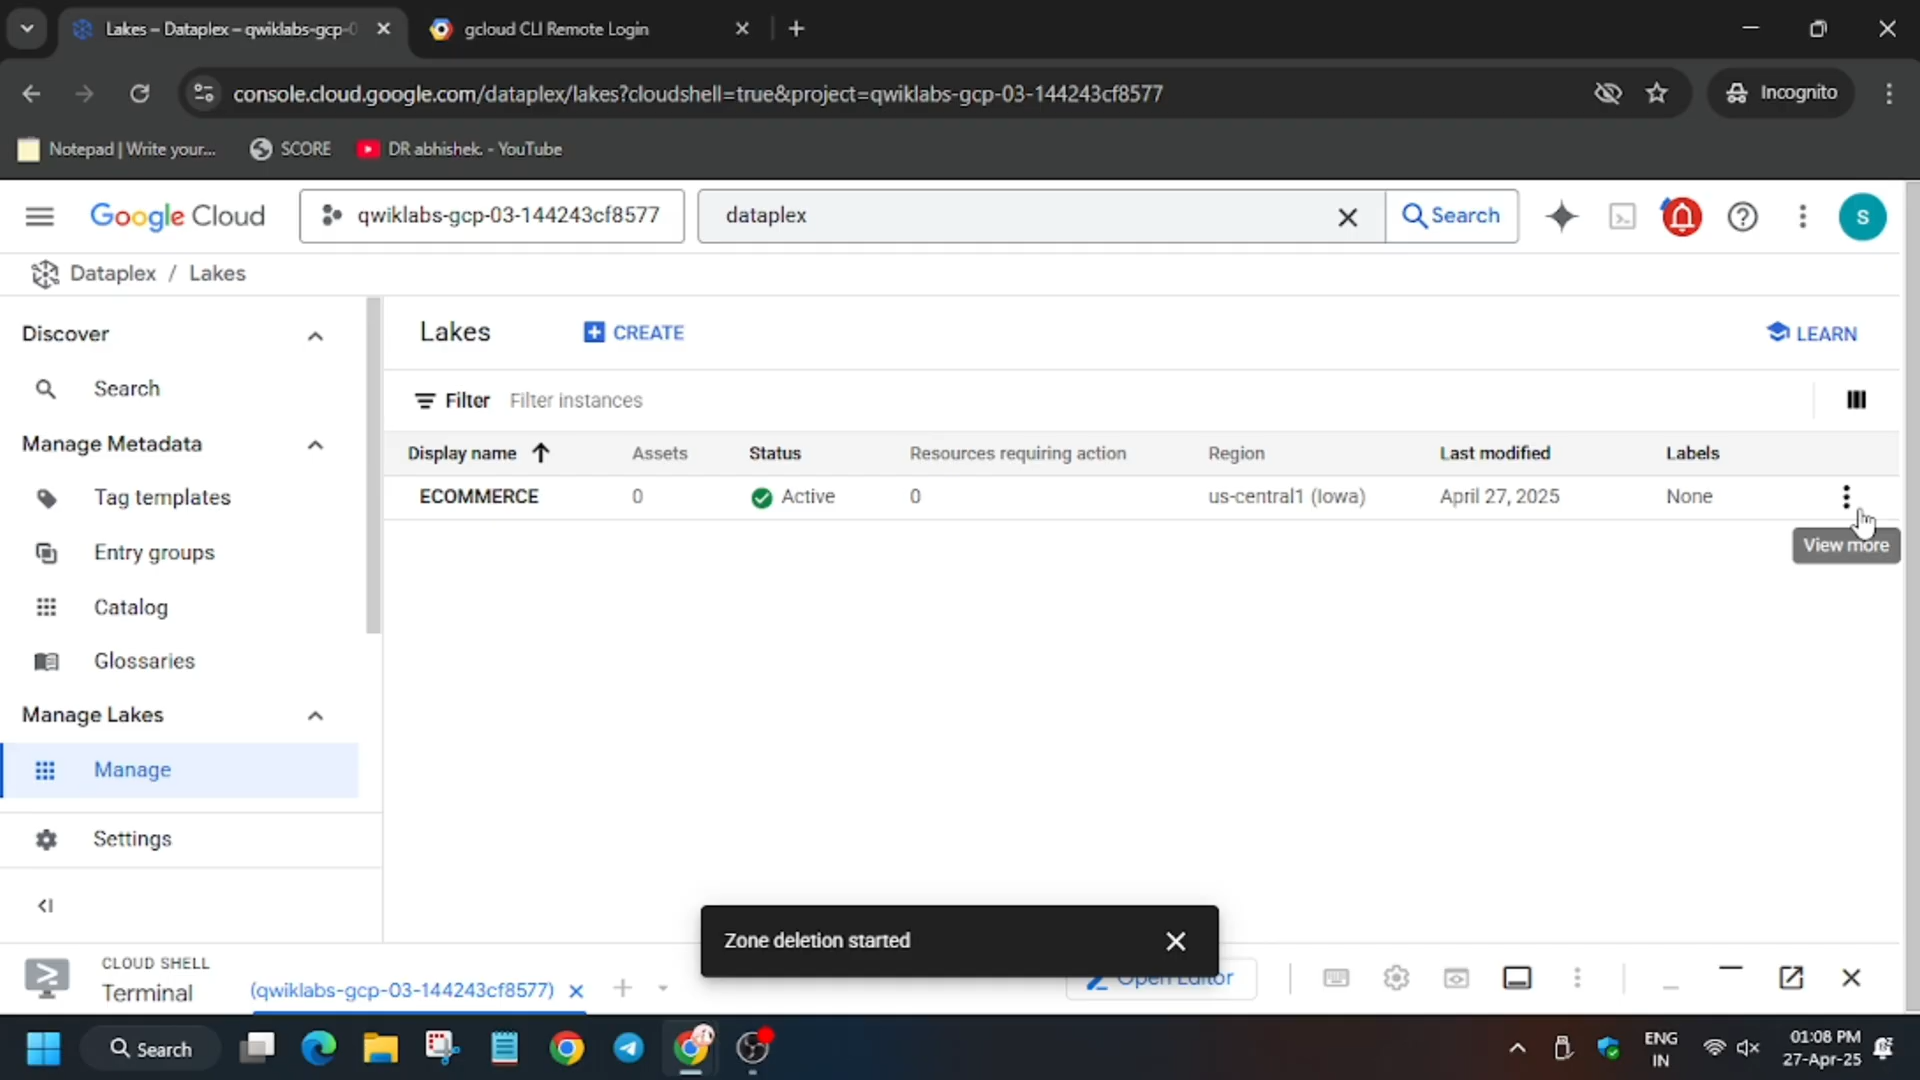 Lakes – Dataplex – qwiklabs-gcp-0
gcloud CLI Remote Login
console.cloud.google.com/dataplex/lakes?cloudshell=true&project=qwiklabs-gcp-03-144243cf8577
Incognito
Notepad | Write your...
SCORE
DR abhishek. - YouTube
Google Cloud
qwiklabs-gcp-03-144243cf8577
dataplex
Search
S
Dataplex / Lakes
Discover
Search
Manage Metadata
Tag templates
Entry groups
Catalog
Glossaries
Manage Lakes
Manage
Settings
Lakes
CREATE
LEARN
Filter Filter instances
Display name Assets Status Resources requiring action Region Last modified Labels
ECOMMERCE 0 Active 0 us-central1 (Iowa) April 27, 2025 None
View more
Zone deletion started
CLOUD SHELL
Terminal
(qwiklabs-gcp-03-144243cf8577)
Open Editor
Search
ENG
IN
01:08 PM
27-Apr-25